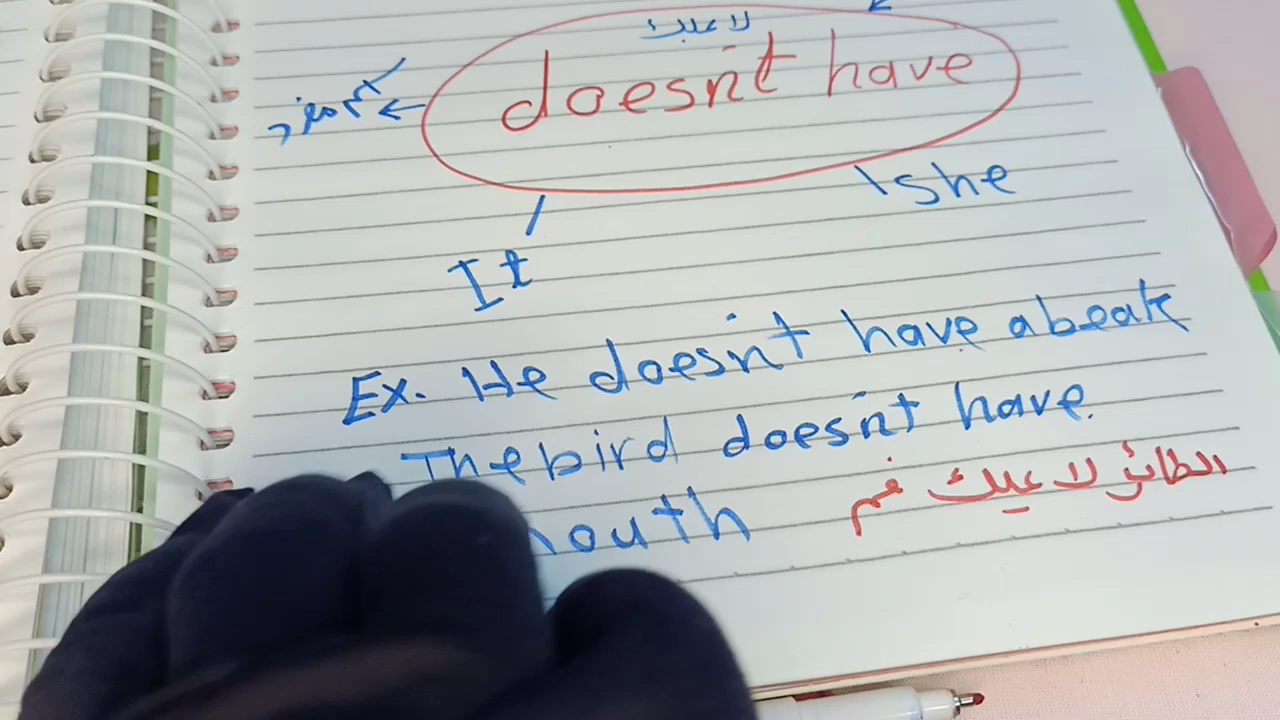 لا يملك
doesn't have
مفرد
she
It
Ex. He doesn't have a beak
The bird doesn't have.
mouth
الطائر لا يملك فم